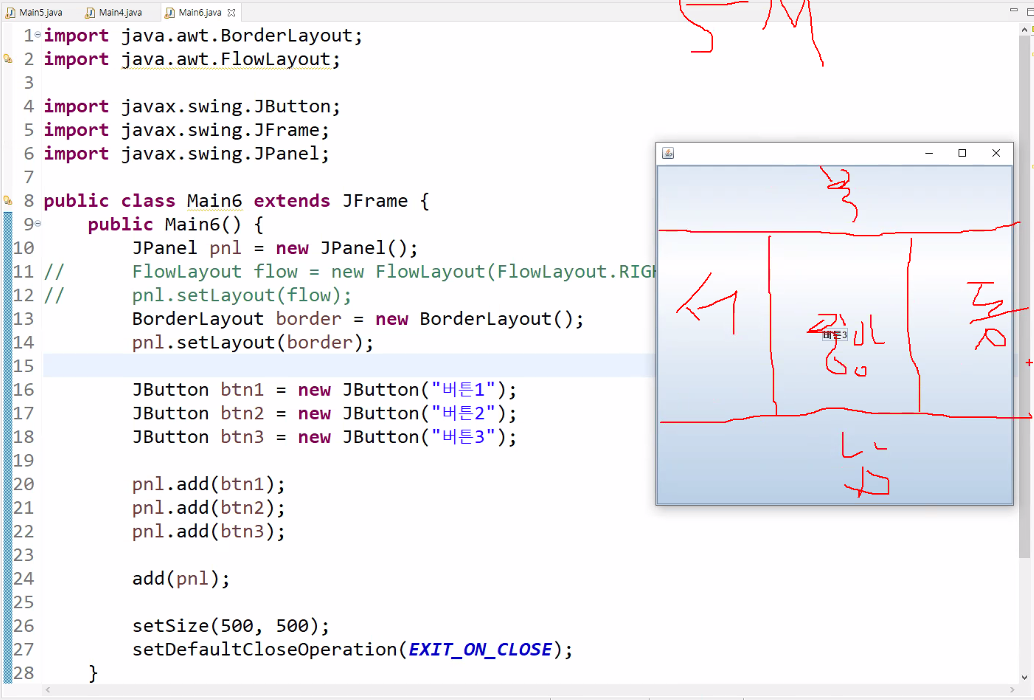 Main5.java Main4.java Main6.java
1 import java.awt.BorderLayout;
2 import java.awt.FlowLayout;
3
4 import javax.swing.JButton;
5 import javax.swing.JFrame;
6 import javax.swing.JPanel;
7
8 public class Main6 extends JFrame {
9 public Main6() {
10 JPanel pnl = new JPanel();
11 // FlowLayout flow = new FlowLayout(FlowLayout.RIGH
12 // pnl.setLayout(flow);
13 BorderLayout border = new BorderLayout();
14 pnl.setLayout(border);
15
16 JButton btn1 = new JButton("버튼1");
17 JButton btn2 = new JButton("버튼2");
18 JButton btn3 = new JButton("버튼3");
19
20 pnl.add(btn1);
21 pnl.add(btn2);
22 pnl.add(btn3);
23
24 add(pnl);
25
26 setSize(500, 500);
27 setDefaultCloseOperation(EXIT_ON_CLOSE);
28 }
북
서
버튼3
동
남